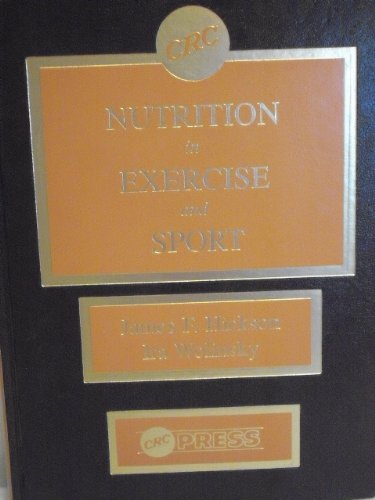 CRC
NUTRITION
in
EXERCISE
and
SPORT
James F. Hickson
Ira Wolinsky
CRC PRESS